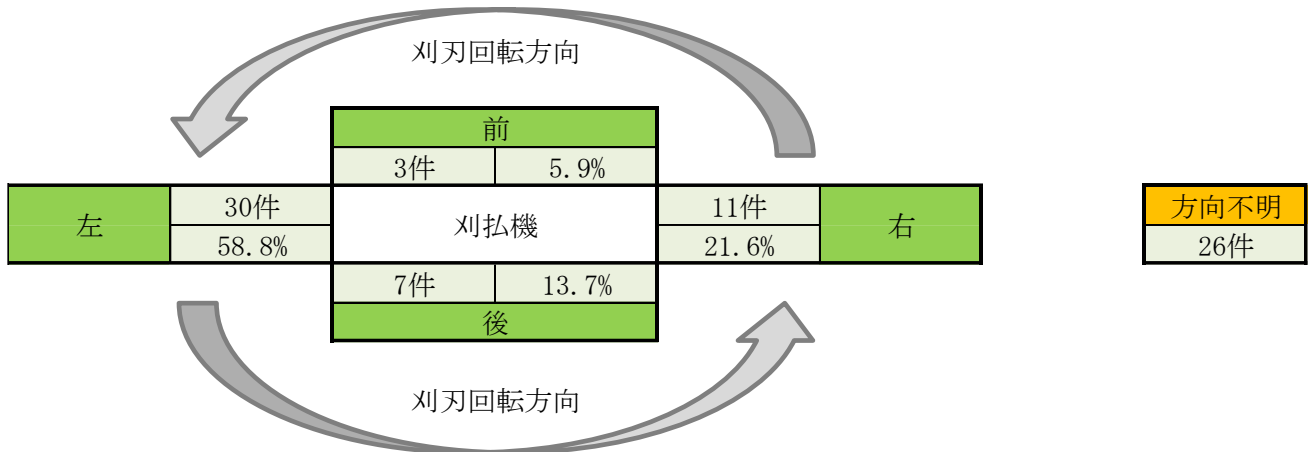 刈刃回転方向
前
3件 5.9%
左 30件 58.8% 刈払機 11件 21.6% 右
7件 13.7%
後
刈刃回転方向
方向不明
26件